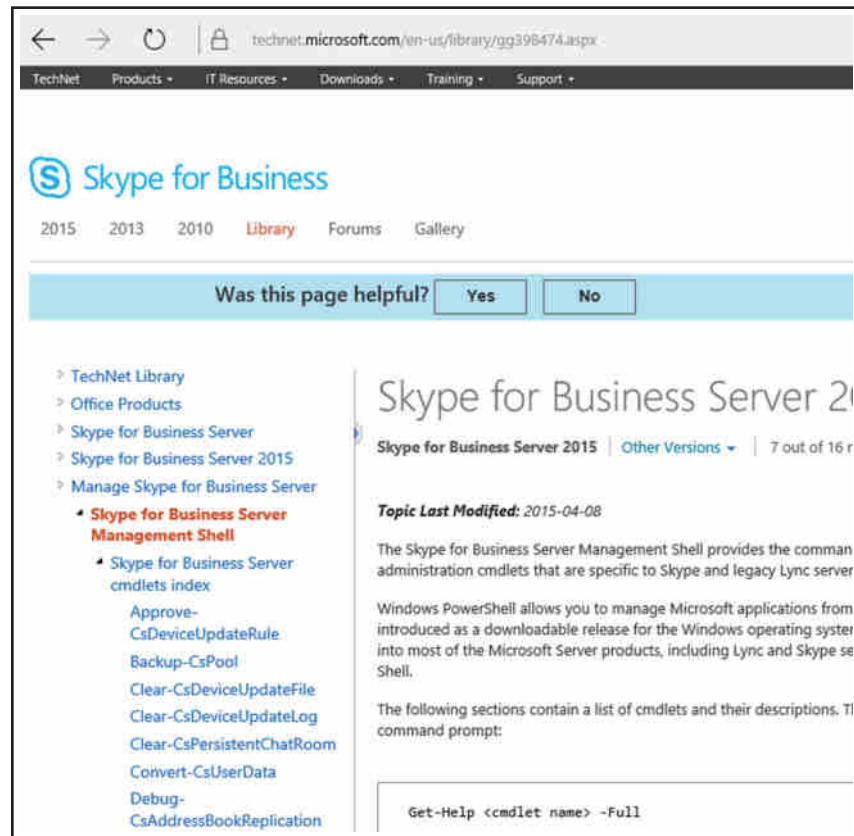 technet.microsoft.com/en-us/library/gg398474.aspx
TechNet Products IT Resources Downloads Training Support
Skype for Business
2015 2013 2010 Library Forums Gallery
Was this page helpful? Yes No
TechNet Library
Office Products
Skype for Business Server
Skype for Business Server 2015
Manage Skype for Business Server
Skype for Business Server
Management Shell
Skype for Business Server
cmdlets index
Approve-
CsDeviceUpdateRule
Backup-CsPool
Clear-CsDeviceUpdateFile
Clear-CsDeviceUpdateLog
Clear-CsPersistentChatRoom
Convert-CsUserData
Debug-
CsAddressBookReplication
Skype for Business Server
Skype for Business Server 2015 | Other Versions | 7 out of 16
Topic Last Modified: 2015-04-08
The Skype for Business Server Management Shell provides the
administration cmdlets that are specific to Skype and legacy Lync server
Windows PowerShell allows you to manage Microsoft applications from
introduced as a downloadable release for the Windows operating
into most of the Microsoft Server products, including Lync and Skype
Shell.
The following sections contain a list of cmdlets and their descriptions.
command prompt:
Get-Help <cmdlet name> -Full